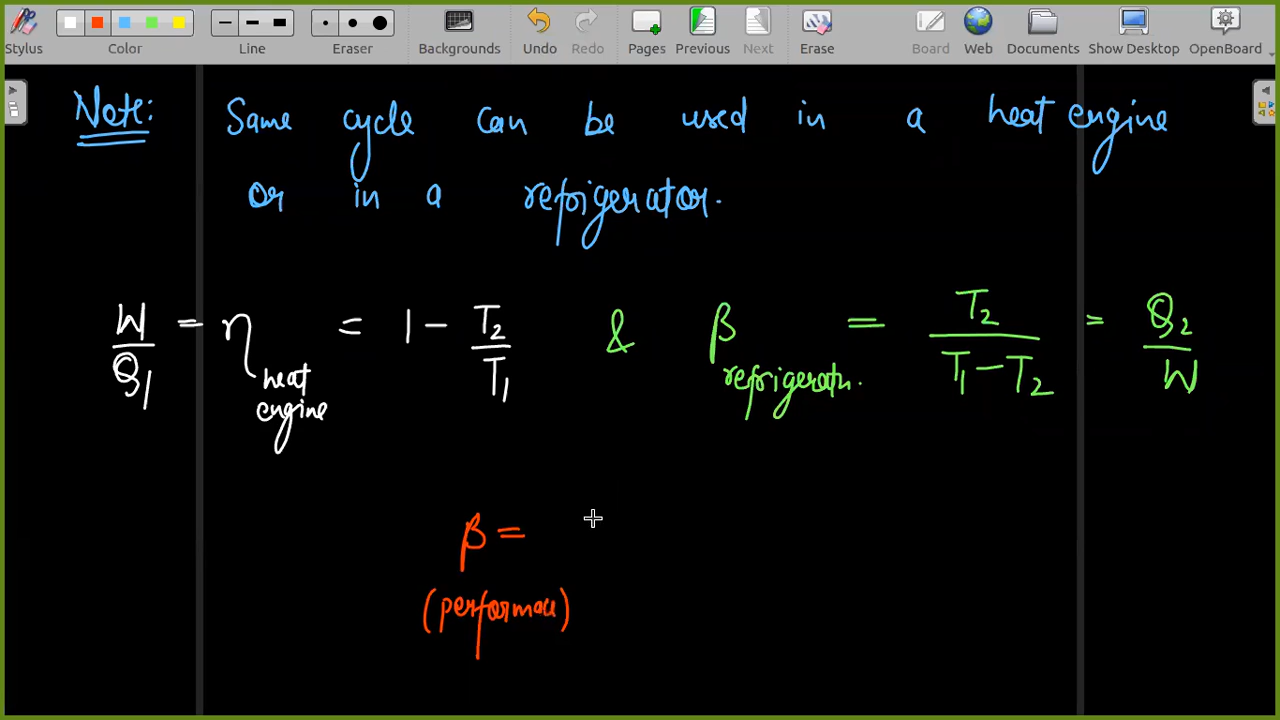 Stylus Color Line Eraser Backgrounds Undo Redo Pages Previous Next Erase Board Web Documents Show Desktop OpenBoard
Note: Same cycle can be used in a heat engine
or in a refrigerator.
W/Q₁ = η heat engine = 1 − T₂/T₁ & β refrigeratr. = T₂/(T₁ − T₂) = Q₂/W
β =
(performace)